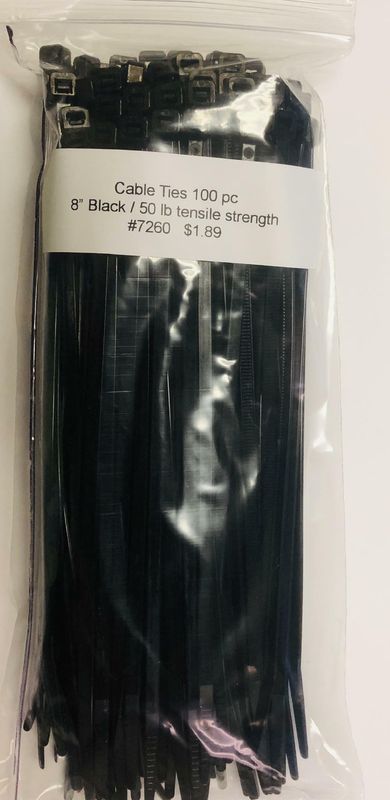 Cable Ties 100 pc
8" Black / 50 lb tensile strength
#7260 $1.89